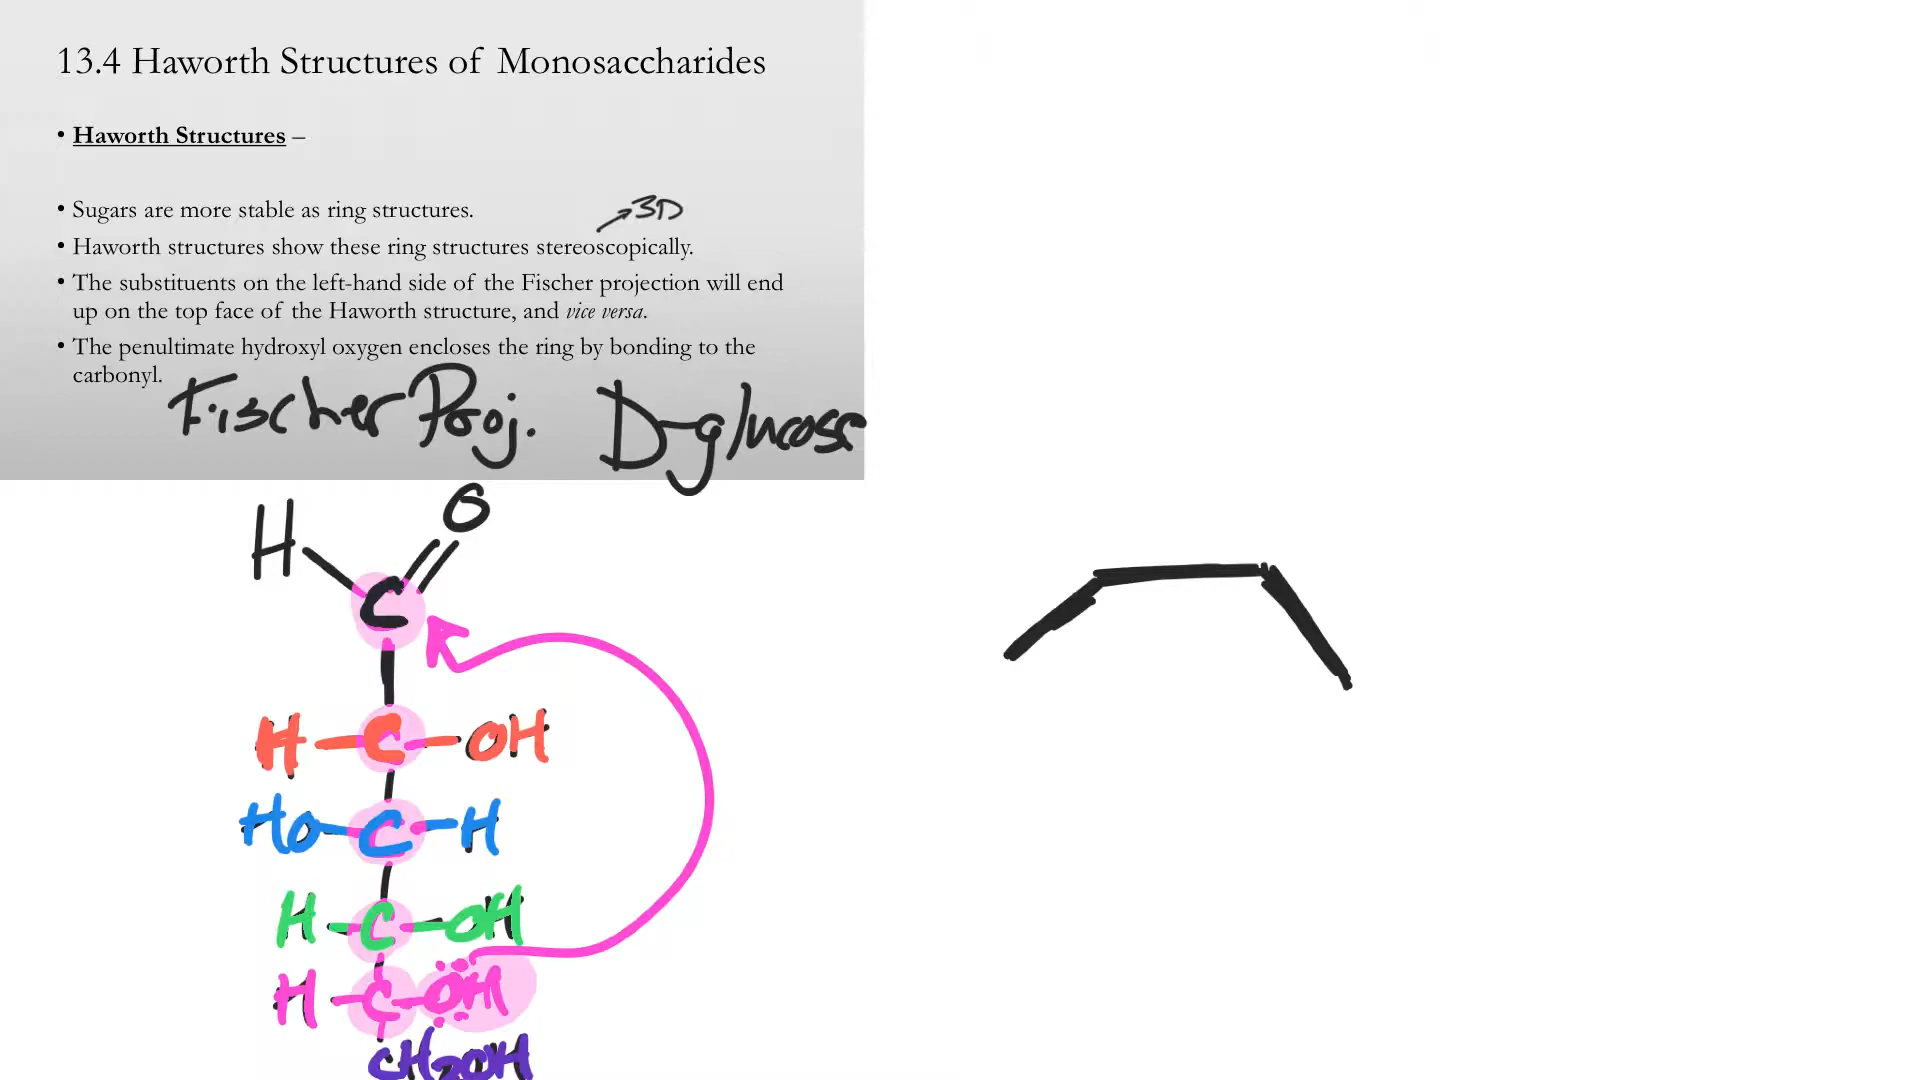 13.4 Haworth Structures of Monosaccharides
• Haworth Structures –
• Sugars are more stable as ring structures.
3D
• Haworth structures show these ring structures stereoscopically.
• The substituents on the left-hand side of the Fischer projection will end
up on the top face of the Haworth structure, and vice versa.
• The penultimate hydroxyl oxygen encloses the ring by bonding to the
carbonyl.
Fischer Proj. D-glucose
H O
C
H-C-OH
HO-C-H
H-C-OH
H-C-OH
CH2OH